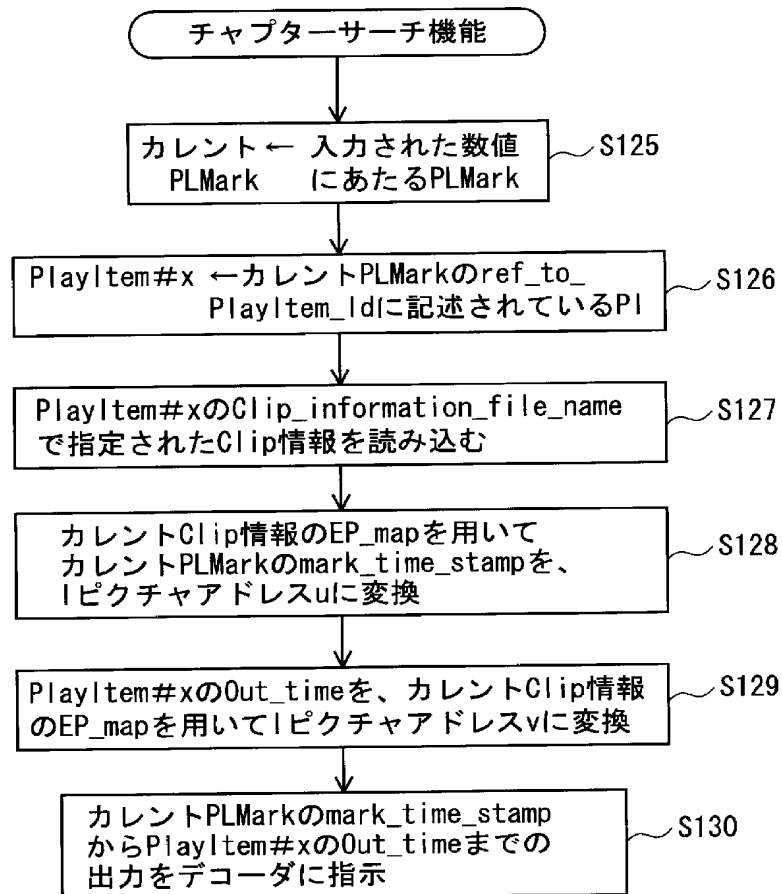 チャプターサーチ機能
カレント← 入力された数値
PLMark にあたるPLMark
S125
PlayItem#x ←カレントPLMarkのref_to_
PlayItem_Idに記述されているPI
S126
PlayItem#xのClip_information_file_name
で指定されたClip情報を読み込む
S127
カレントClip情報のEP_mapを用いて
カレントPLMarkのmark_time_stampを、
Iピクチャアドレスuに変換
S128
PlayItem#xのOut_timeを、カレントClip情報
のEP_mapを用いてIピクチャアドレスvに変換
S129
カレントPLMarkのmark_time_stamp
からPlayItem#xのOut_timeまでの
出力をデコーダに指示
S130